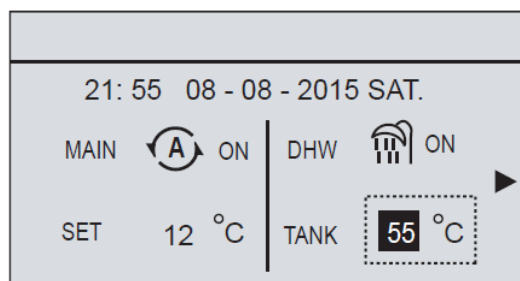 21: 55 08 - 08 - 2015 SAT.
MAIN A ON DHW ON
SET 12 °C TANK 55 °C